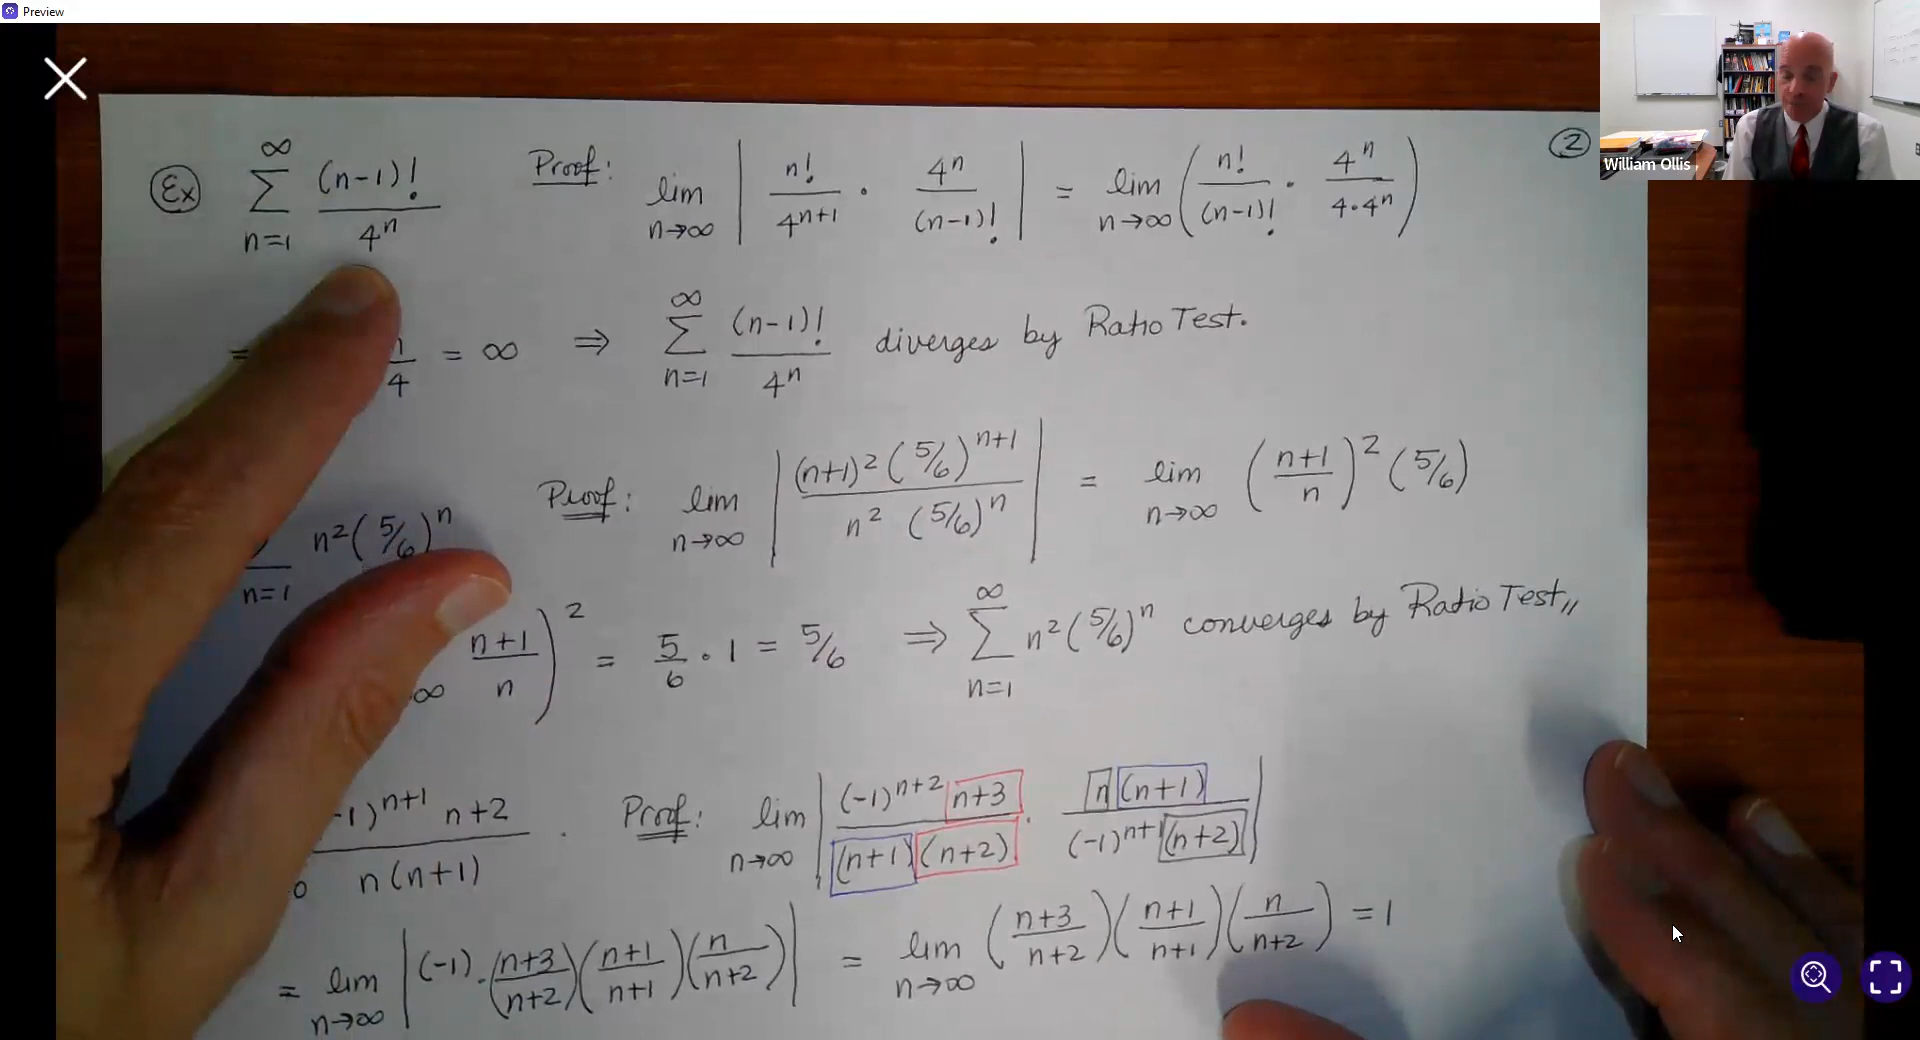 Preview
William Ollis
②
Ex ∑_{n=1}^{∞} (n-1)!/4^n Proof: lim_{n→∞} | n!/4^{n+1} · 4^n/(n-1)! | = lim_{n→∞} ( n!/(n-1)! · 4^n/(4·4^n) )
= n/4 = ∞ ⇒ ∑_{n=1}^{∞} (n-1)!/4^n diverges by Ratio Test.
n=1 n²(5/6)^n Proof: lim_{n→∞} | (n+1)²(5/6)^{n+1} / n² (5/6)^n | = lim_{n→∞} ((n+1)/n)² (5/6)
∞ (n+1)/n )² = 5/6 · 1 = 5/6 ⇒ ∑_{n=1}^{∞} n²(5/6)^n converges by Ratio Test,,
-1)^{n+1} n+2 / n(n+1) . Proof: lim_{n→∞} | (-1)^{n+2} n+3 / (n+1)(n+2) · n(n+1) / (-1)^{n+1}(n+2) |
= lim_{n→∞} | (-1)·((n+3)/(n+2))((n+1)/(n+1))(n/(n+2)) | = lim_{n→∞} ((n+3)/(n+2))((n+1)/(n+1))(n/(n+2)) = 1